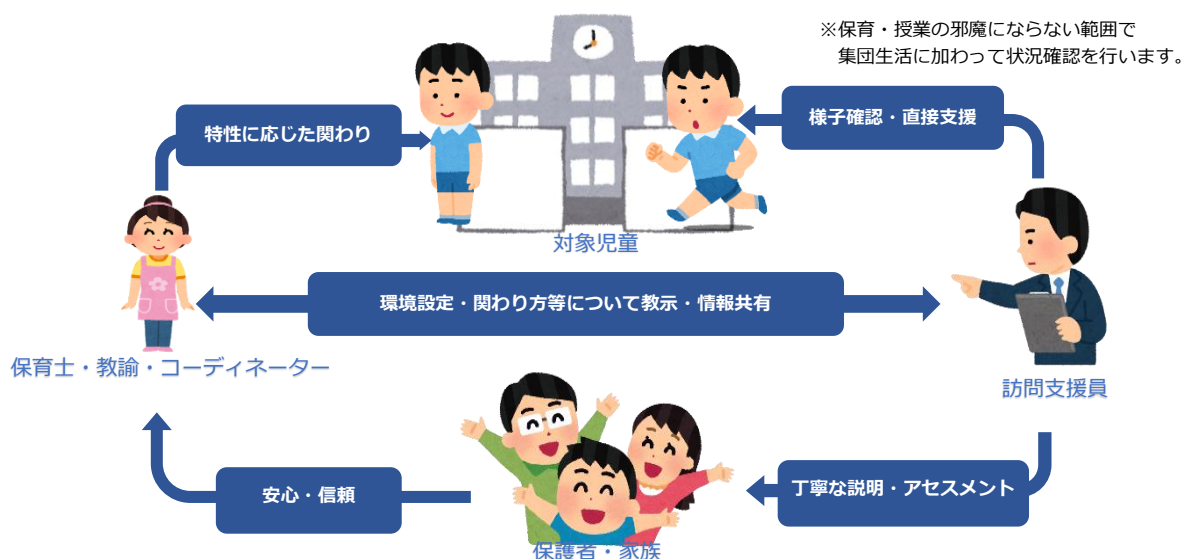 ※保育・授業の邪魔にならない範囲で
集団生活に加わって状況確認を行います。
特性に応じた関わり
様子確認・直接支援
対象児童
環境設定・関わり方等について教示・情報共有
保育士・教諭・コーディネーター
訪問支援員
安心・信頼
丁寧な説明・アセスメント
保護者・家族